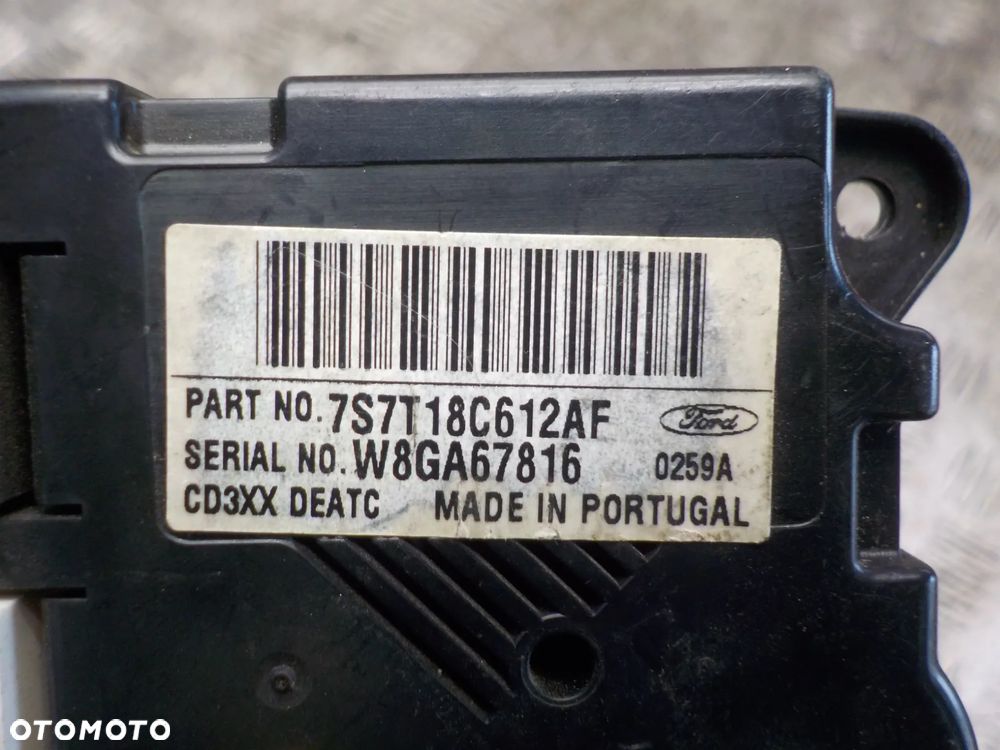 PART NO. 7S7T18C612AF Ford
SERIAL NO. W8GA67816 0259A
CD3XX DEATC MADE IN PORTUGAL
OTOMOTO